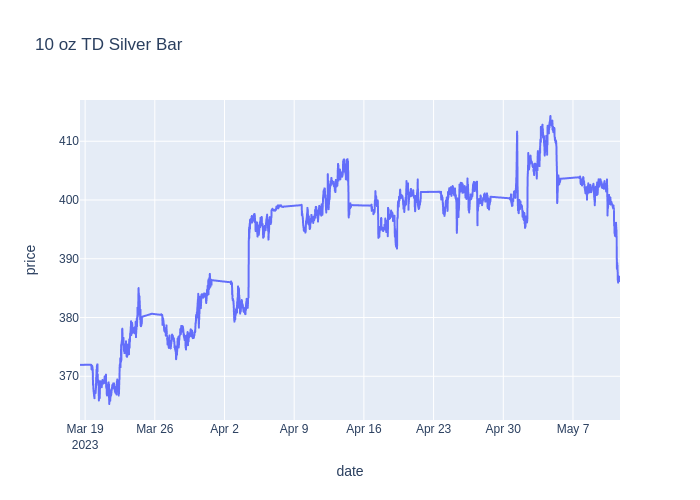 10 oz TD Silver Bar
price
410
400
390
380
370
Mar 19
2023
Mar 26
Apr 2
Apr 9
Apr 16
Apr 23
Apr 30
May 7
date